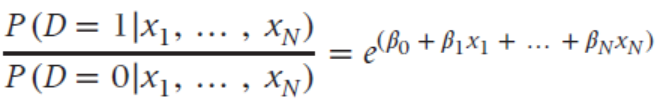 P(D = 1|x₁, … , x_N)
P(D = 0|x₁, … , x_N) = e^(β₀ + β₁x₁ + … + β_Nx_N)